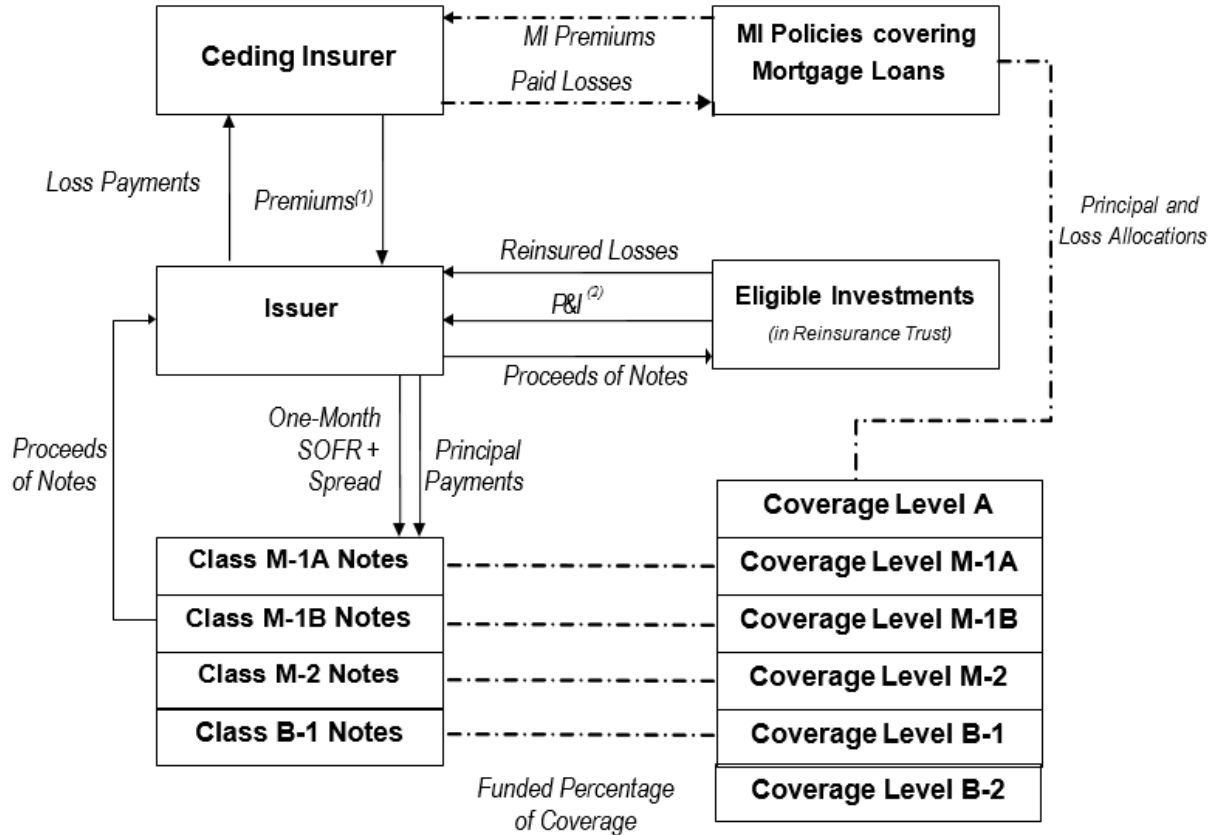 Ceding Insurer
MI Premiums
Paid Losses
MI Policies covering
Mortgage Loans
Loss Payments
Premiums(1)
Principal and
Loss Allocations
Issuer
Reinsured Losses
P&I (2)
Proceeds of Notes
Eligible Investments
(in Reinsurance Trust)
Proceeds
of Notes
One-Month
SOFR +
Spread
Principal
Payments
Coverage Level A
Class M-1A Notes
Coverage Level M-1A
Class M-1B Notes
Coverage Level M-1B
Class M-2 Notes
Coverage Level M-2
Class B-1 Notes
Coverage Level B-1
Coverage Level B-2
Funded Percentage
of Coverage